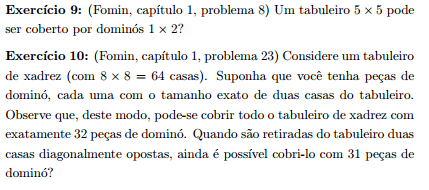 Exercício 9: (Fomin, capítulo 1, problema 8) Um tabuleiro 5 × 5 pode
ser coberto por dominós 1 × 2?
Exercício 10: (Fomin, capítulo 1, problema 23) Considere um tabuleiro
de xadrez (com 8 × 8 = 64 casas). Suponha que você tenha peças de
dominó, cada uma com o tamanho exato de duas casas do tabuleiro.
Observe que, deste modo, pode-se cobrir todo o tabuleiro de xadrez com
exatamente 32 peças de dominó. Quando são retiradas do tabuleiro duas
casas diagonalmente opostas, ainda é possível cobri-lo com 31 peças de
dominó?